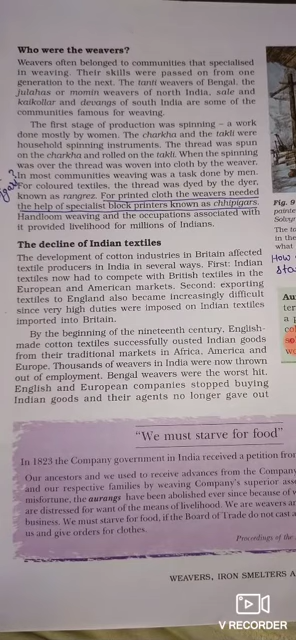 Who were the weavers?
Weavers often belonged to communities that specialised
in weaving. Their skills were passed on from one
generation to the next. The tanti weavers of Bengal, the
julahas or momin weavers of north India, sale and
kaikollar and devangs of south India are some of the
communities famous for weaving.
The first stage of production was spinning – a work
done mostly by women. The charkha and the takli were
household spinning instruments. The thread was spun
on the charkha and rolled on the takli. When the spinning
was over the thread was woven into cloth by the weaver.
In most communities weaving was a task done by men.
For coloured textiles, the thread was dyed by the dyer,
known as rangrez. For printed cloth the weavers needed
the help of specialist block printers known as chhipigars.
Handloom weaving and the occupations associated with
it provided livelihood for millions of Indians.
The decline of Indian textiles
The development of cotton industries in Britain affected
textile producers in India in several ways. First: Indian
textiles now had to compete with British textiles in the
European and American markets. Second: exporting
textiles to England also became increasingly difficult
since very high duties were imposed on Indian textiles
imported into Britain.
By the beginning of the nineteenth century, English-
made cotton textiles successfully ousted Indian goods
from their traditional markets in Africa, America and
Europe. Thousands of weavers in India were now thrown
out of employment. Bengal weavers were the worst hit.
English and European companies stopped buying
Indian goods and their agents no longer gave out
Fig. 9
painte
in the
what
How
Au
ter
a p
"We must starve for food"
In 1823 the Company government in India received a petition from
Our ancestors and we used to receive advances from the Company
and our respective families by weaving Company's superior asso
misfortune, the aurangs have been abolished ever since because of w
are distressed for want of the means of livelihood. We are weavers an
business. We must starve for food, if the Board of Trade do not cast a
us and give orders for clothes.
Proceedings of the
WEAVERS, IRON SMELTERS A
V RECORDER